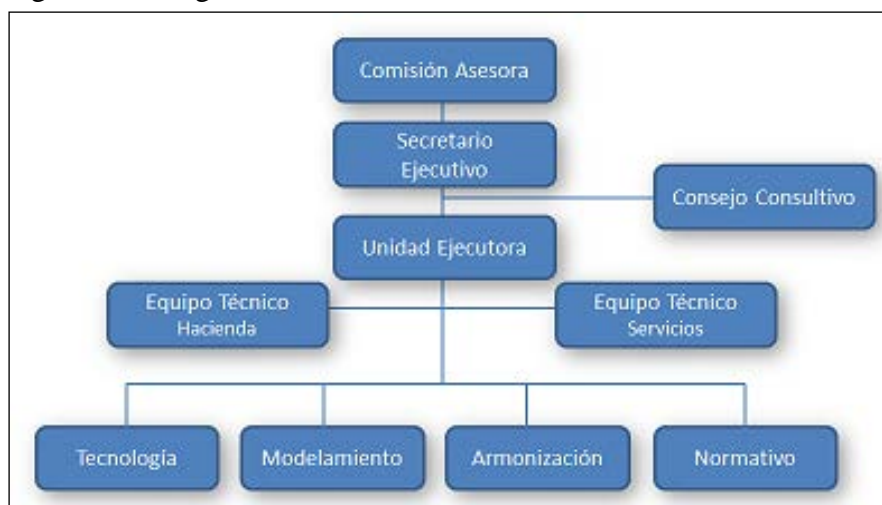 Comisión Asesora
Secretario
Ejecutivo
Consejo Consultivo
Unidad Ejecutora
Equipo Técnico
Hacienda
Equipo Técnico
Servicios
Tecnología
Modelamiento
Armonización
Normativo